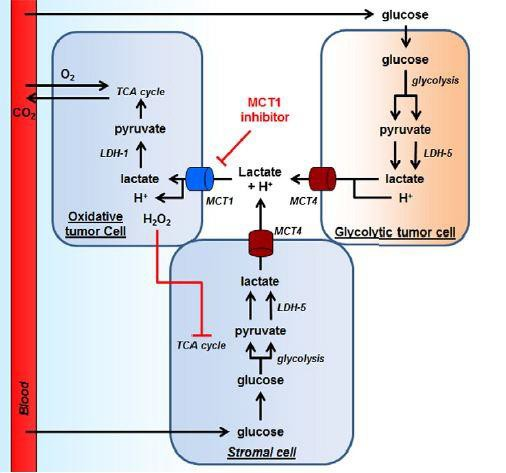 glucose
glucose
glycolysis
pyruvate
LDH-5
lactate
H⁺
MCT4
Glycolytic tumor cell
O₂
CO₂
TCA cycle
pyruvate
LDH-1
lactate
H⁺
H₂O₂
MCT1
Oxidative
tumor Cell
MCT1
inhibitor
Lactate
+ H⁺
MCT4
lactate
LDH-5
pyruvate
TCA cycle
glycolysis
glucose
glucose
Stromal cell
Blood